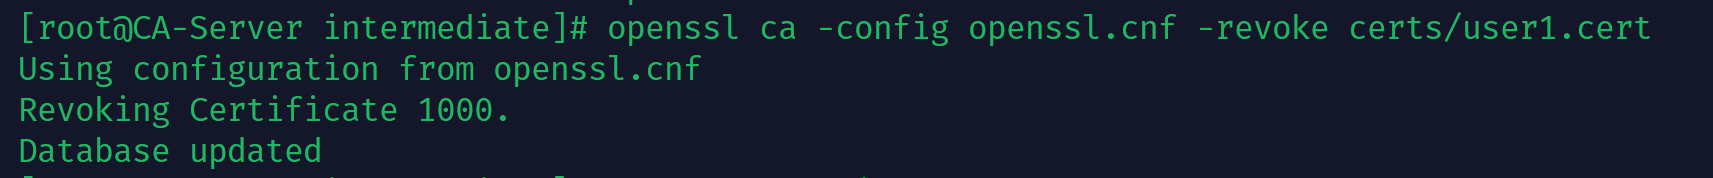 [root@CA-Server intermediate]# openssl ca -config openssl.cnf -revoke certs/user1.cert
Using configuration from openssl.cnf
Revoking Certificate 1000.
Database updated